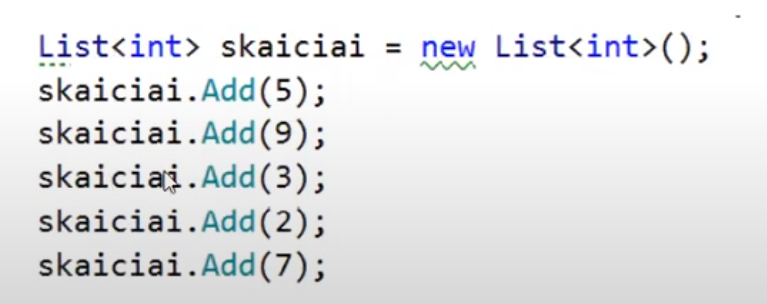 List<int> skaiciai = new List<int>();
skaiciai.Add(5);
skaiciai.Add(9);
skaiciai.Add(3);
skaiciai.Add(2);
skaiciai.Add(7);